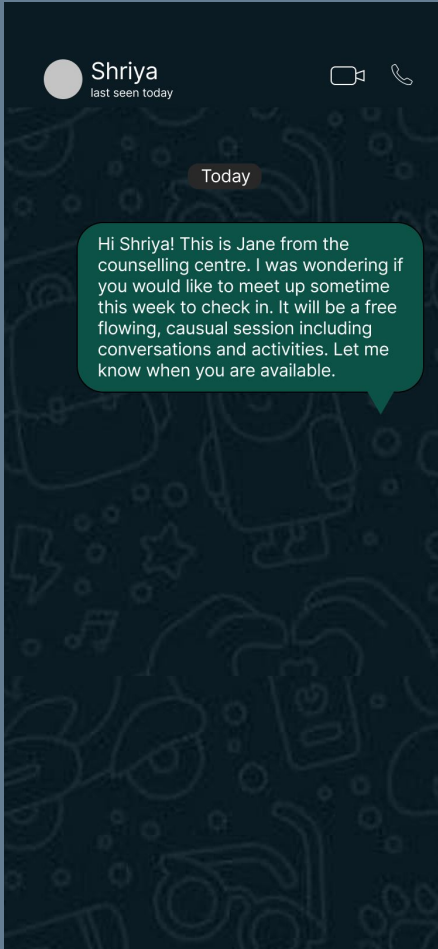 Shriya
last seen today
Today
Hi Shriya! This is Jane from the
counselling centre. I was wondering if
you would like to meet up sometime
this week to check in. It will be a free
flowing, causual session including
conversations and activities. Let me
know when you are available.